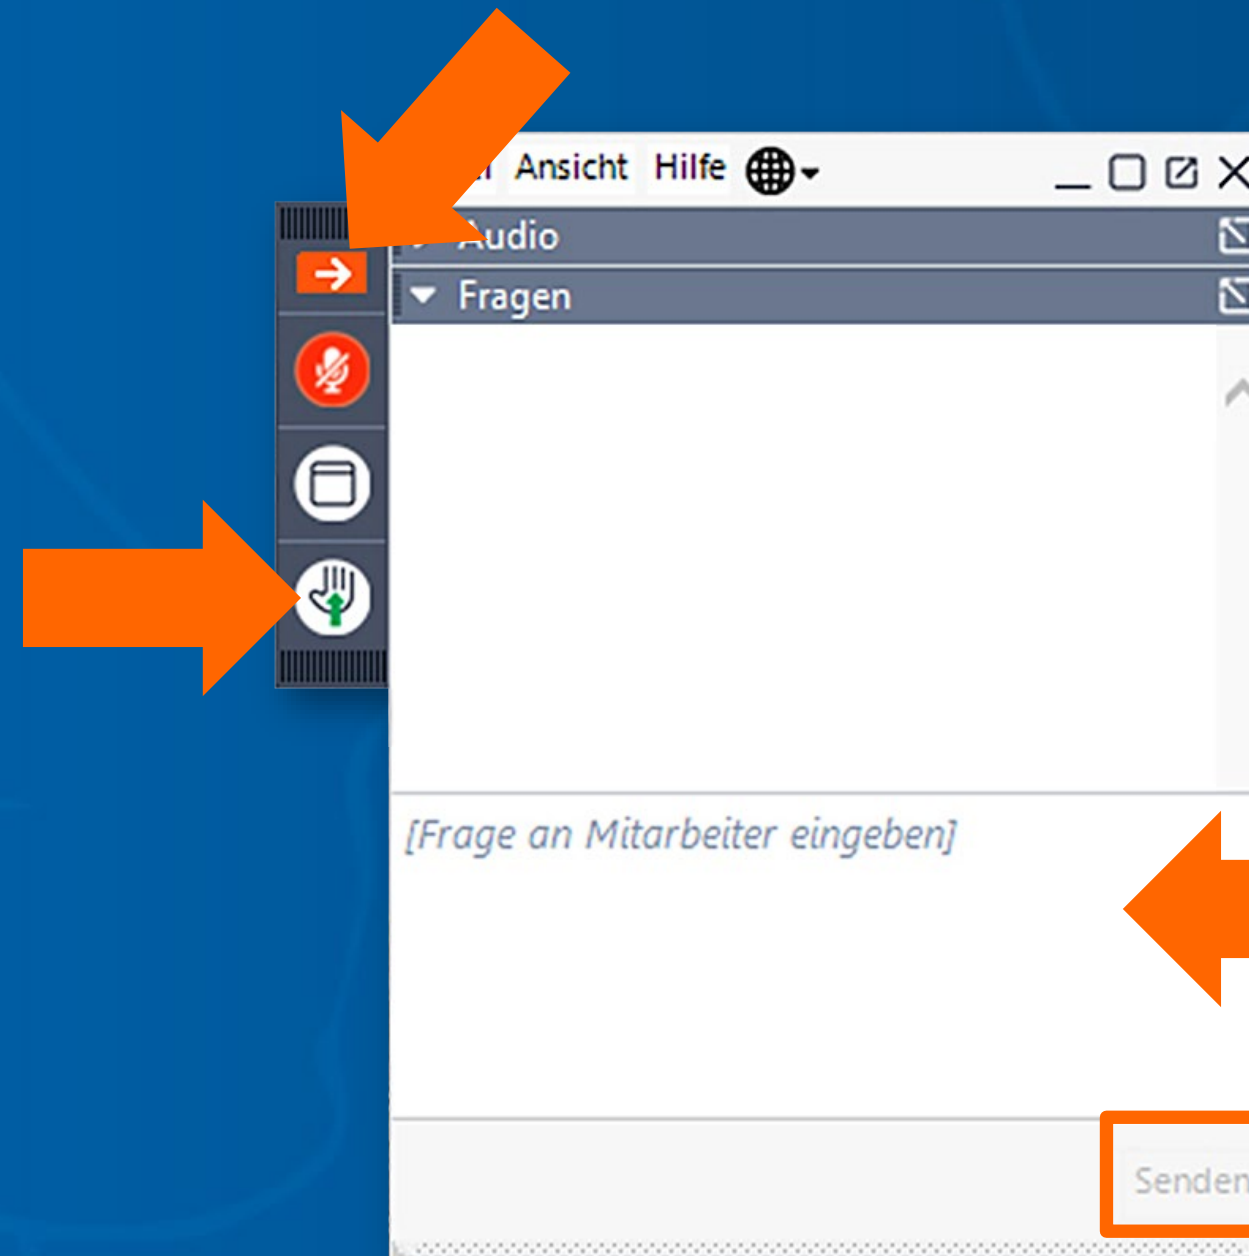 Ansicht Hilfe
Audio
Fragen
[Frage an Mitarbeiter eingeben]
Senden